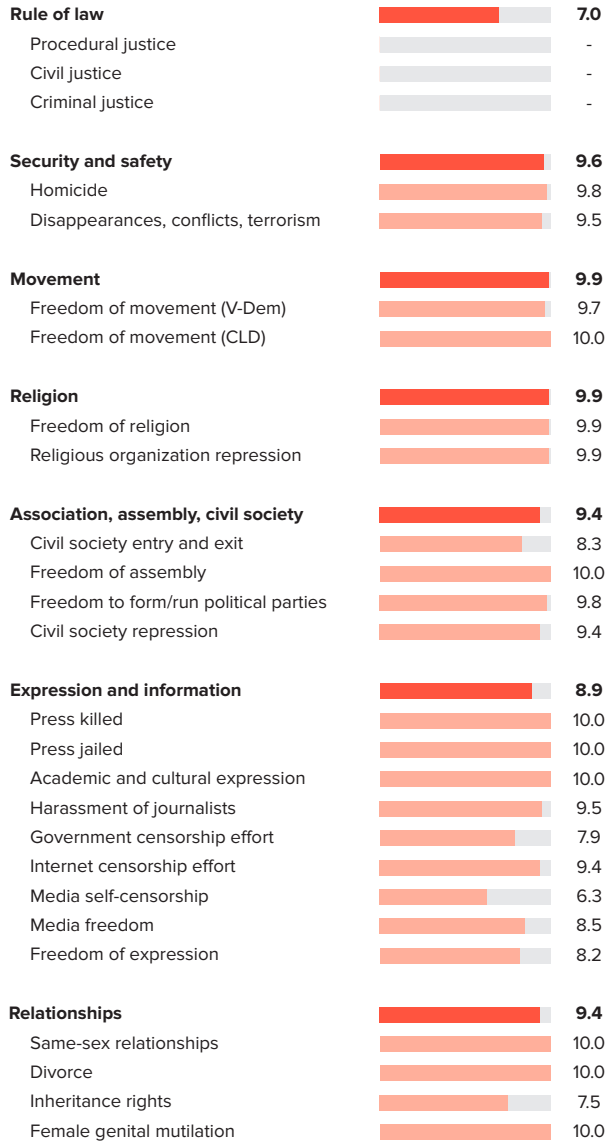 Rule of law 7.0
Procedural justice -
Civil justice -
Criminal justice -
Security and safety 9.6
Homicide 9.8
Disappearances, conflicts, terrorism 9.5
Movement 9.9
Freedom of movement (V-Dem) 9.7
Freedom of movement (CLD) 10.0
Religion 9.9
Freedom of religion 9.9
Religious organization repression 9.9
Association, assembly, civil society 9.4
Civil society entry and exit 8.3
Freedom of assembly 10.0
Freedom to form/run political parties 9.8
Civil society repression 9.4
Expression and information 8.9
Press killed 10.0
Press jailed 10.0
Academic and cultural expression 10.0
Harassment of journalists 9.5
Government censorship effort 7.9
Internet censorship effort 9.4
Media self-censorship 6.3
Media freedom 8.5
Freedom of expression 8.2
Relationships 9.4
Same-sex relationships 10.0
Divorce 10.0
Inheritance rights 7.5
Female genital mutilation 10.0